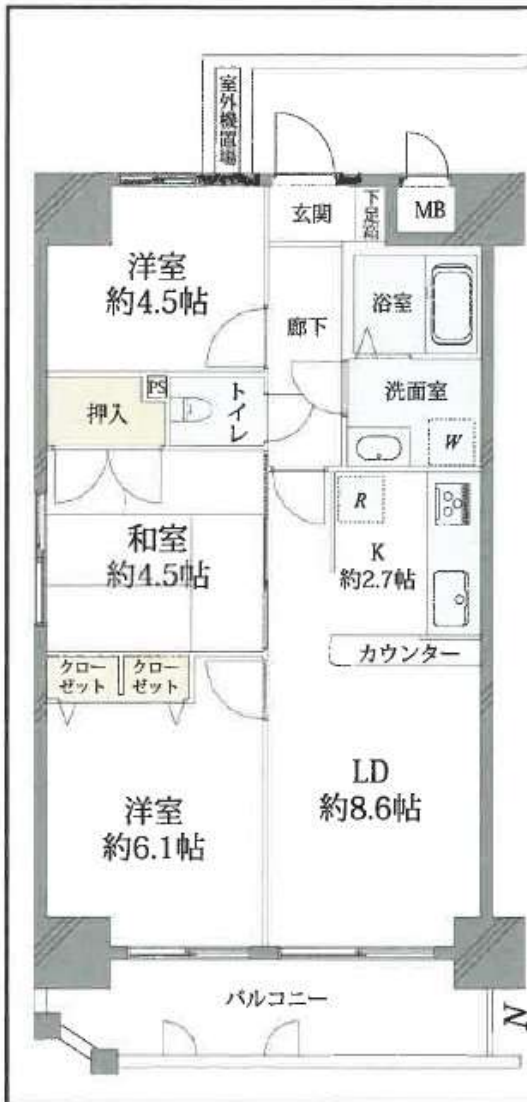 室外機置場
玄関
下足箱
MB
洋室
約4.5帖
廊下
浴室
PS
押入
トイレ
洗面室
W
和室
約4.5帖
R
K
約2.7帖
カウンター
クロー
ゼット
クロー
ゼット
LD
約8.6帖
洋室
約6.1帖
バルコニー
N